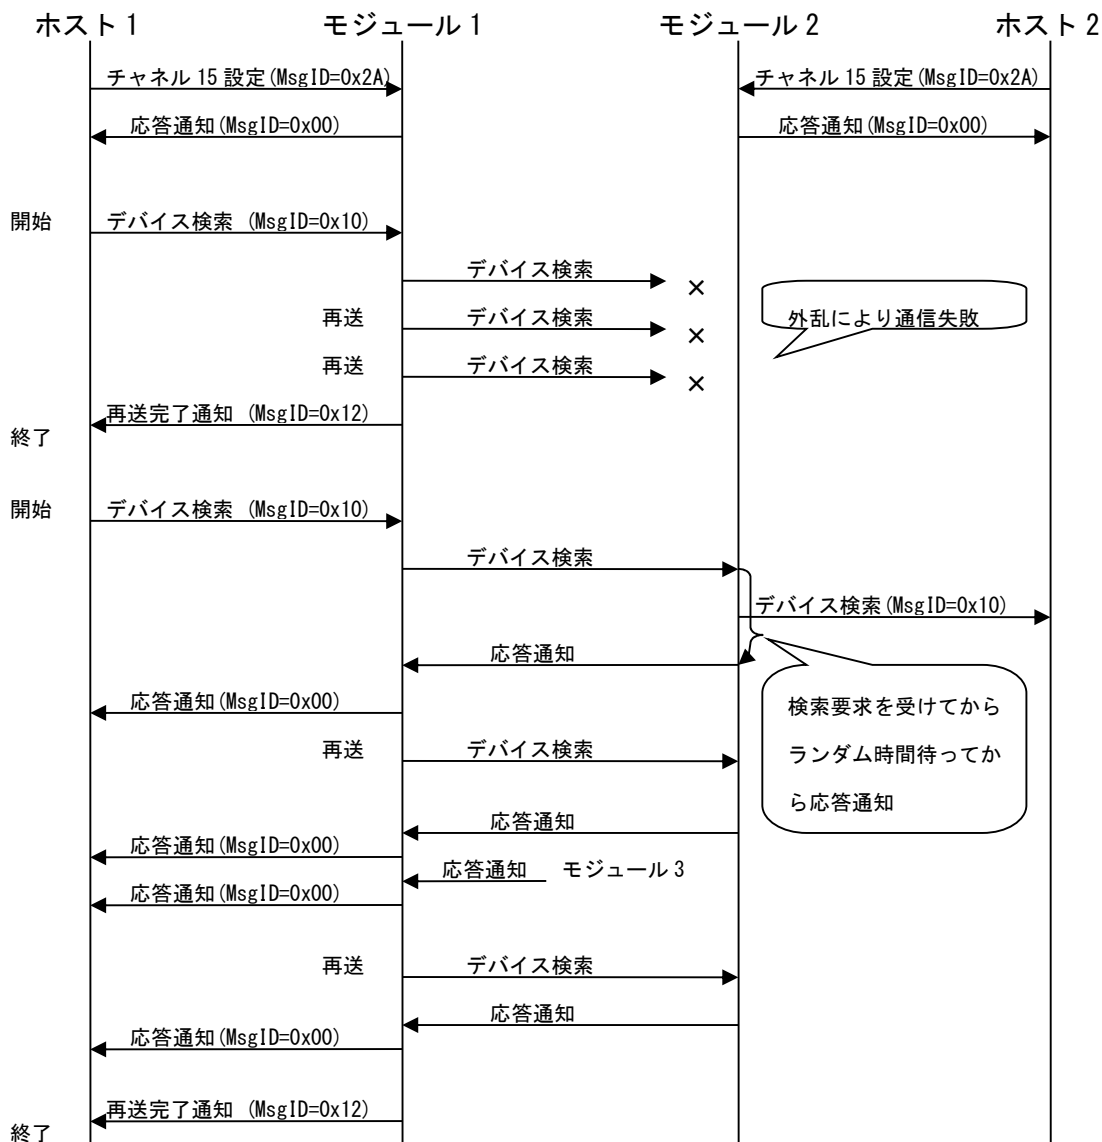 ホスト1 モジュール1 モジュール2 ホスト2
チャネル15設定(MsgID=0x2A) チャネル15設定(MsgID=0x2A)
応答通知(MsgID=0x00) 応答通知(MsgID=0x00)
開始 デバイス検索 (MsgID=0x10)
デバイス検索 ×
再送 デバイス検索 × 外乱により通信失敗
再送 デバイス検索 ×
再送完了通知 (MsgID=0x12)
終了
開始 デバイス検索 (MsgID=0x10)
デバイス検索
デバイス検索(MsgID=0x10)
応答通知
応答通知(MsgID=0x00)
検索要求を受けてから
ランダム時間待ってか
ら応答通知
再送 デバイス検索
応答通知
応答通知(MsgID=0x00)
応答通知 モジュール3
応答通知(MsgID=0x00)
再送 デバイス検索
応答通知
応答通知(MsgID=0x00)
再送完了通知 (MsgID=0x12)
終了